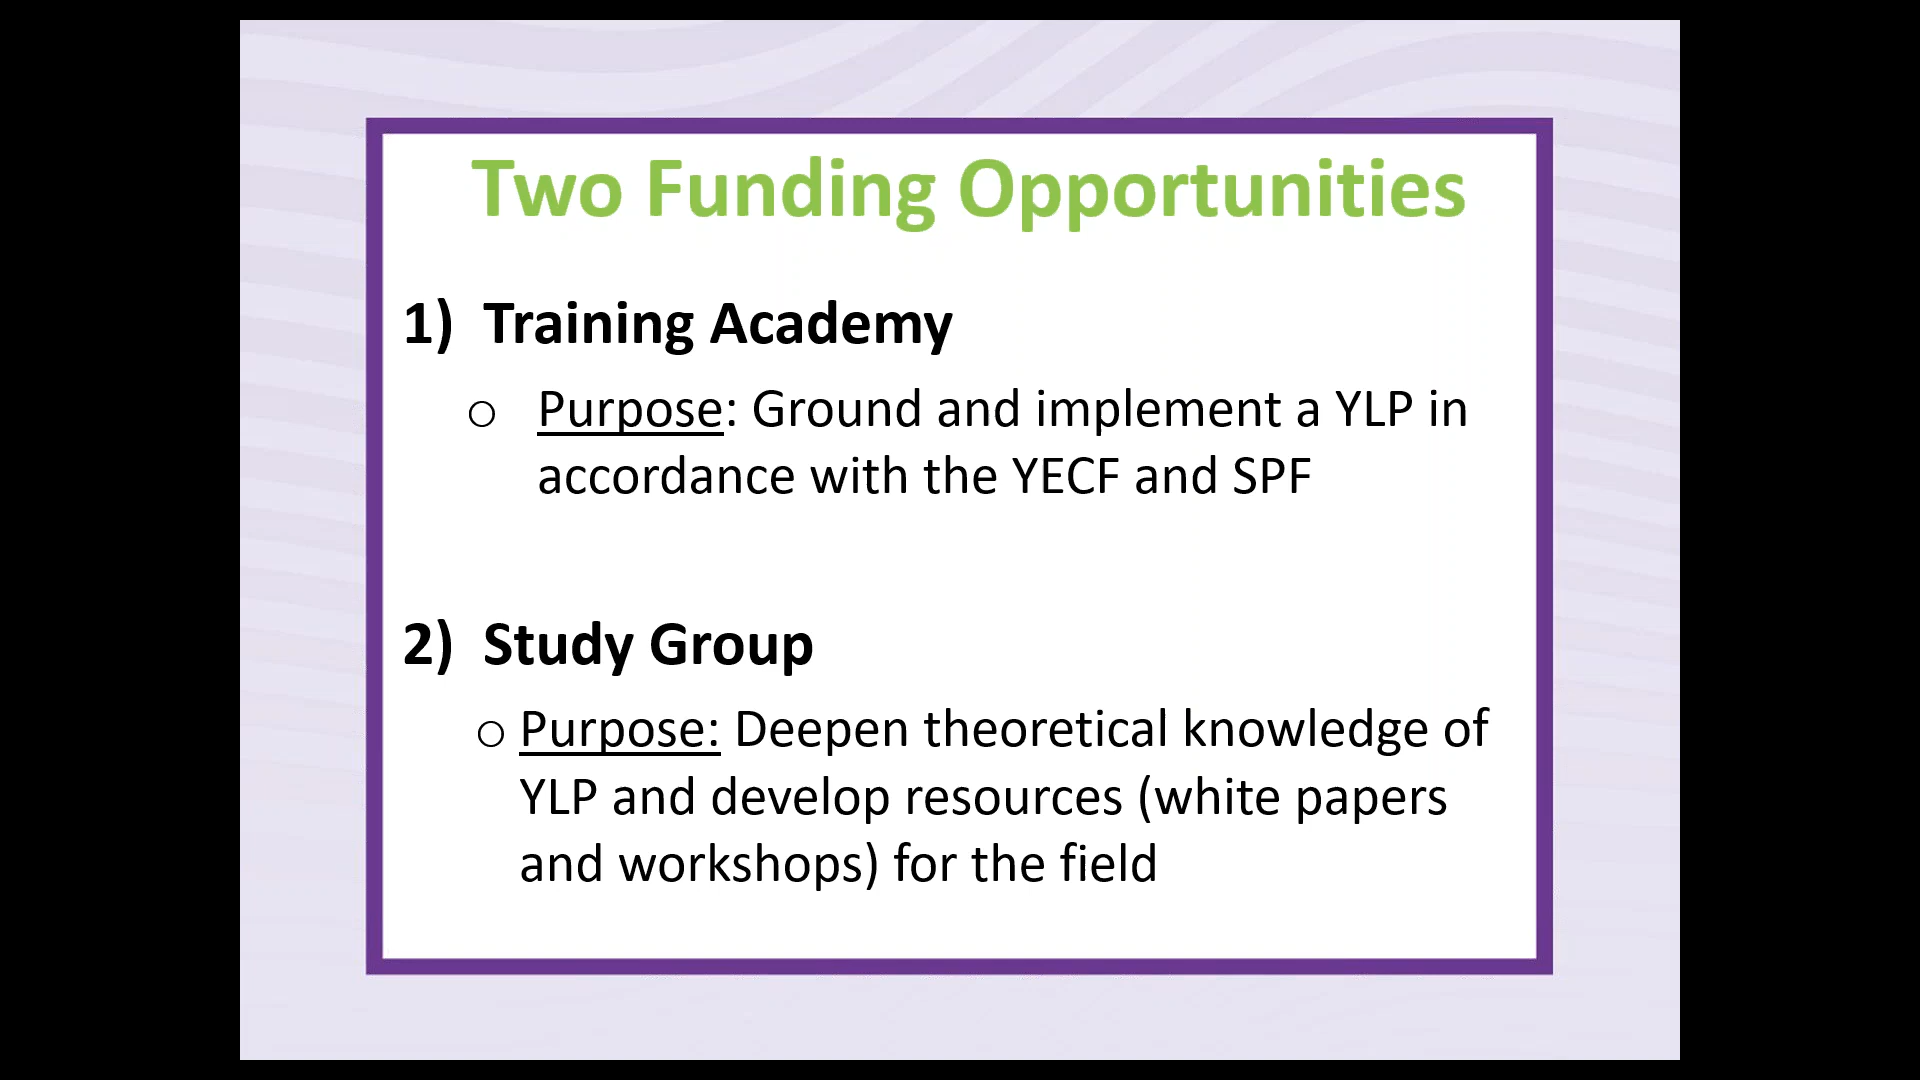 Two Funding Opportunities
1) Training Academy
o Purpose: Ground and implement a YLP in
accordance with the YECF and SPF
2) Study Group
o Purpose: Deepen theoretical knowledge of
YLP and develop resources (white papers
and workshops) for the field